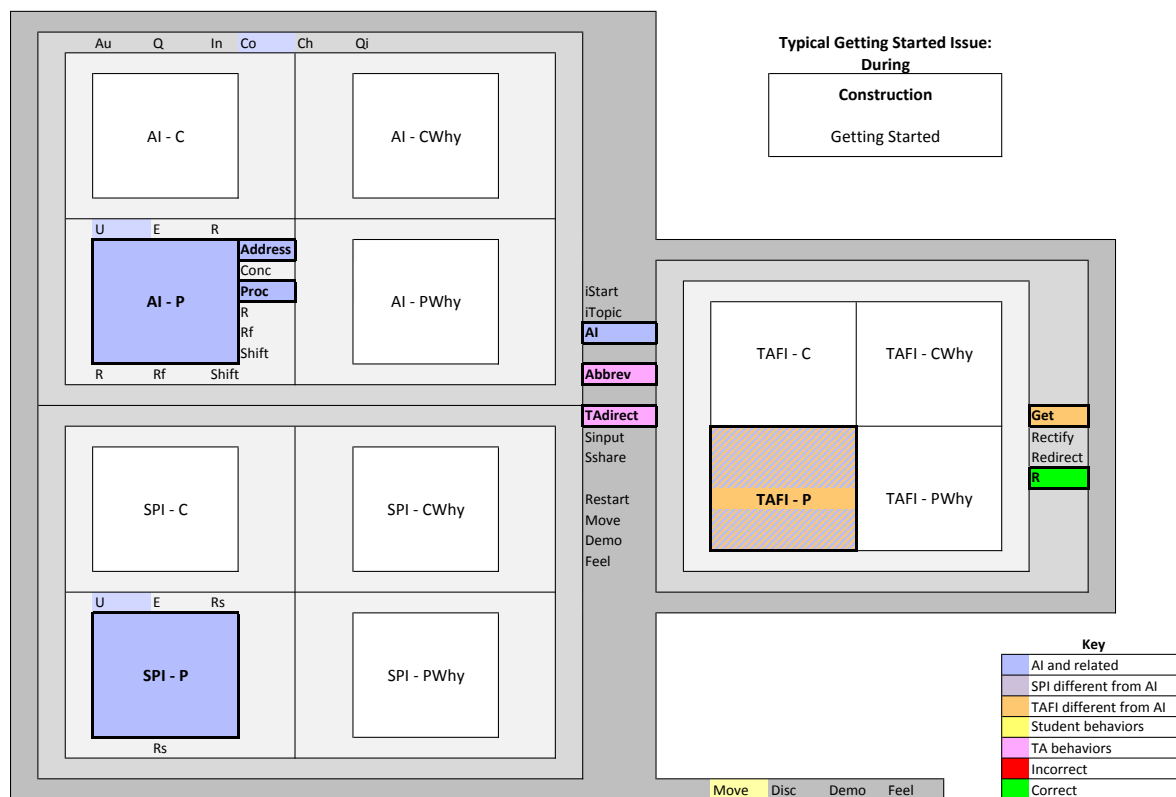 Au Q In Co Ch Qi
Typical Getting Started Issue:
During
Construction
Getting Started
AI - C
AI - CWhy
U E R
Address
Conc
Proc
R
Rf
Shift
AI - P
AI - PWhy
R Rf Shift
iStart
iTopic
AI
Abbrev
TAdirect
Sinput
Sshare
Restart
Move
Demo
Feel
TAFI - C
TAFI - CWhy
TAFI - P
TAFI - PWhy
Get
Rectify
Redirect
R
SPI - C
SPI - CWhy
U E Rs
SPI - P
SPI - PWhy
Rs
Move Disc Demo Feel
Key
AI and related
SPI different from AI
TAFI different from AI
Student behaviors
TA behaviors
Incorrect
Correct